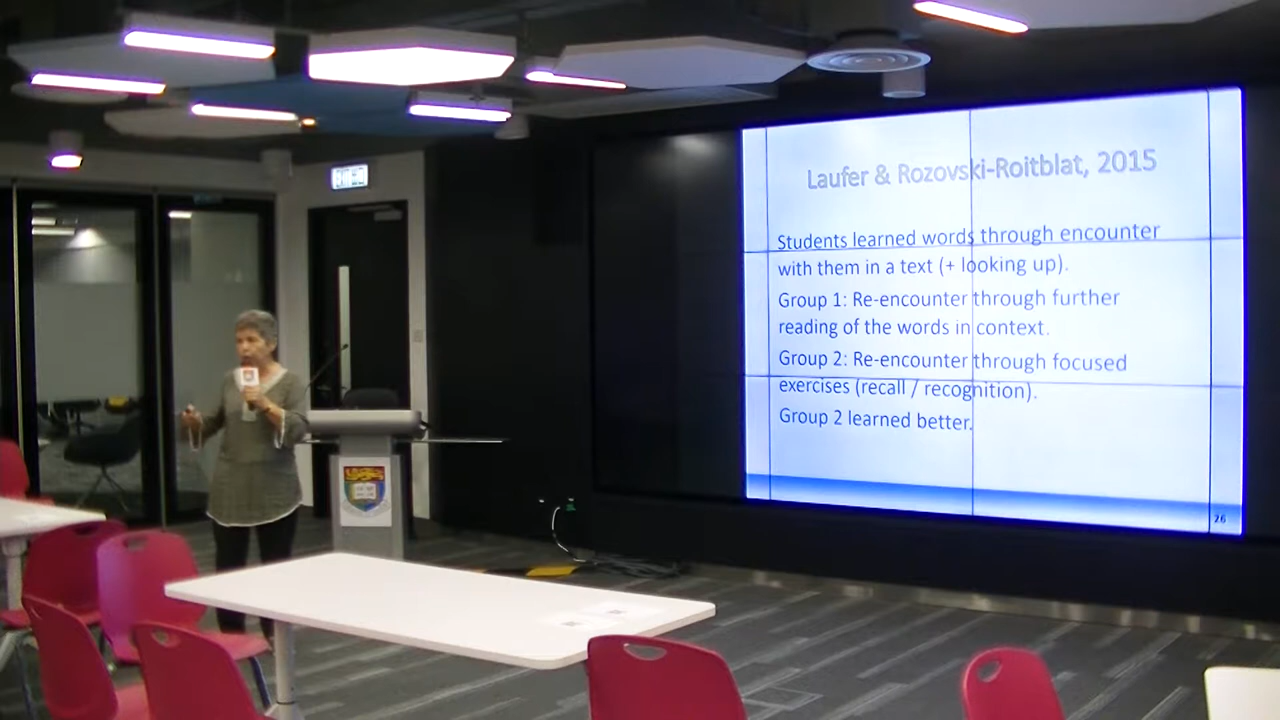 Laufer & Rozovski-Roitblat, 2015
Students learned words through encounter
with them in a text (+ looking up).
Group 1: Re-encounter through further
reading of the words in context.
Group 2: Re-encounter through focused
exercises (recall / recognition).
Group 2 learned better.
26